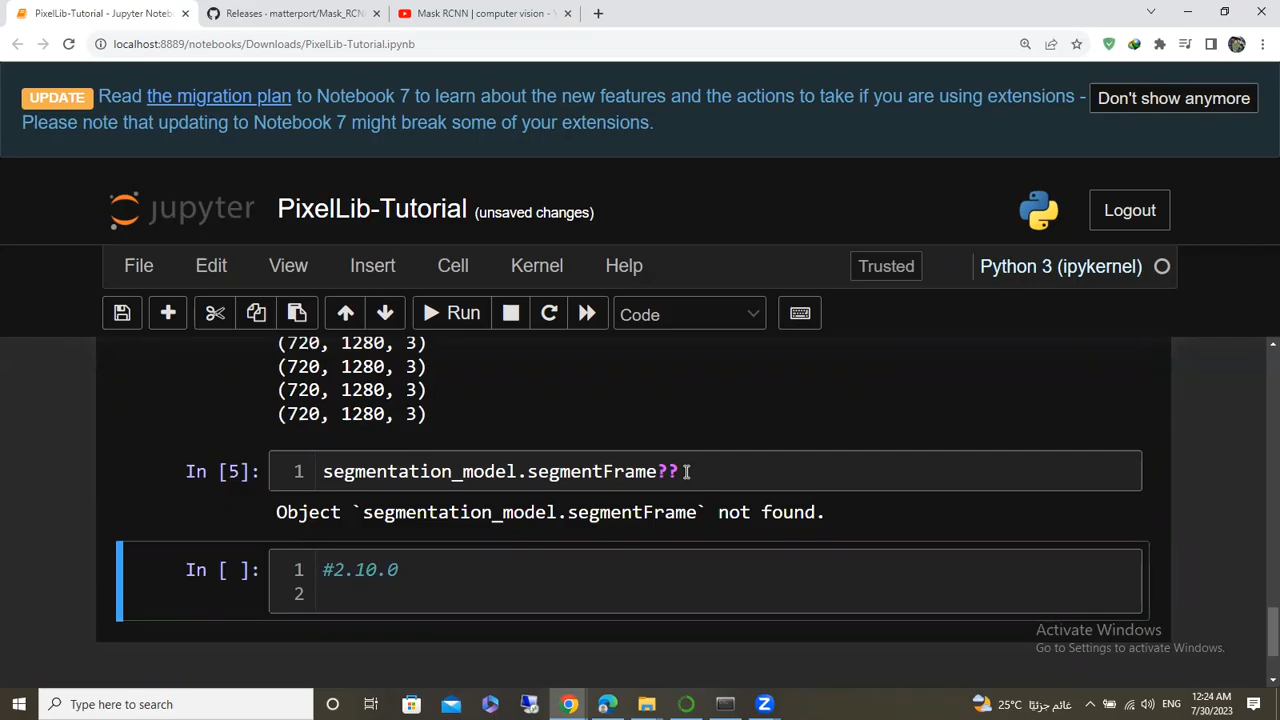 PixelLib-Tutorial - Jupyter Noteb
Releases · matterport/Mask_RCN
Mask RCNN | computer vision - Y
localhost:8889/notebooks/Downloads/PixelLib-Tutorial.ipynb
UPDATE Read the migration plan to Notebook 7 to learn about the new features and the actions to take if you are using extensions -
Please note that updating to Notebook 7 might break some of your extensions.
Don't show anymore
jupyter PixelLib-Tutorial (unsaved changes)
Logout
File Edit View Insert Cell Kernel Help
Trusted
Python 3 (ipykernel)
Run
Code
(720, 1280, 3)
(720, 1280, 3)
(720, 1280, 3)
(720, 1280, 3)
In [5]: 1 segmentation_model.segmentFrame??
Object `segmentation_model.segmentFrame` not found.
In [ ]: 1 #2.10.0
2
Activate Windows
Go to Settings to activate Windows.
Type here to search
25°C غائم جزئيًا
ENG
12:24 AM
7/30/2023